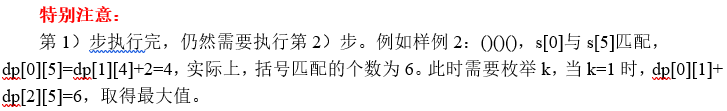 特别注意：
第 1）步执行完，仍然需要执行第 2）步。例如样例 2：()()()，s[0]与 s[5]匹配，
dp[0][5]=dp[1][4]+2=4，实际上，括号匹配的个数为 6。此时需要枚举 k，当 k=1 时，dp[0][1]+
dp[2][5]=6，取得最大值。